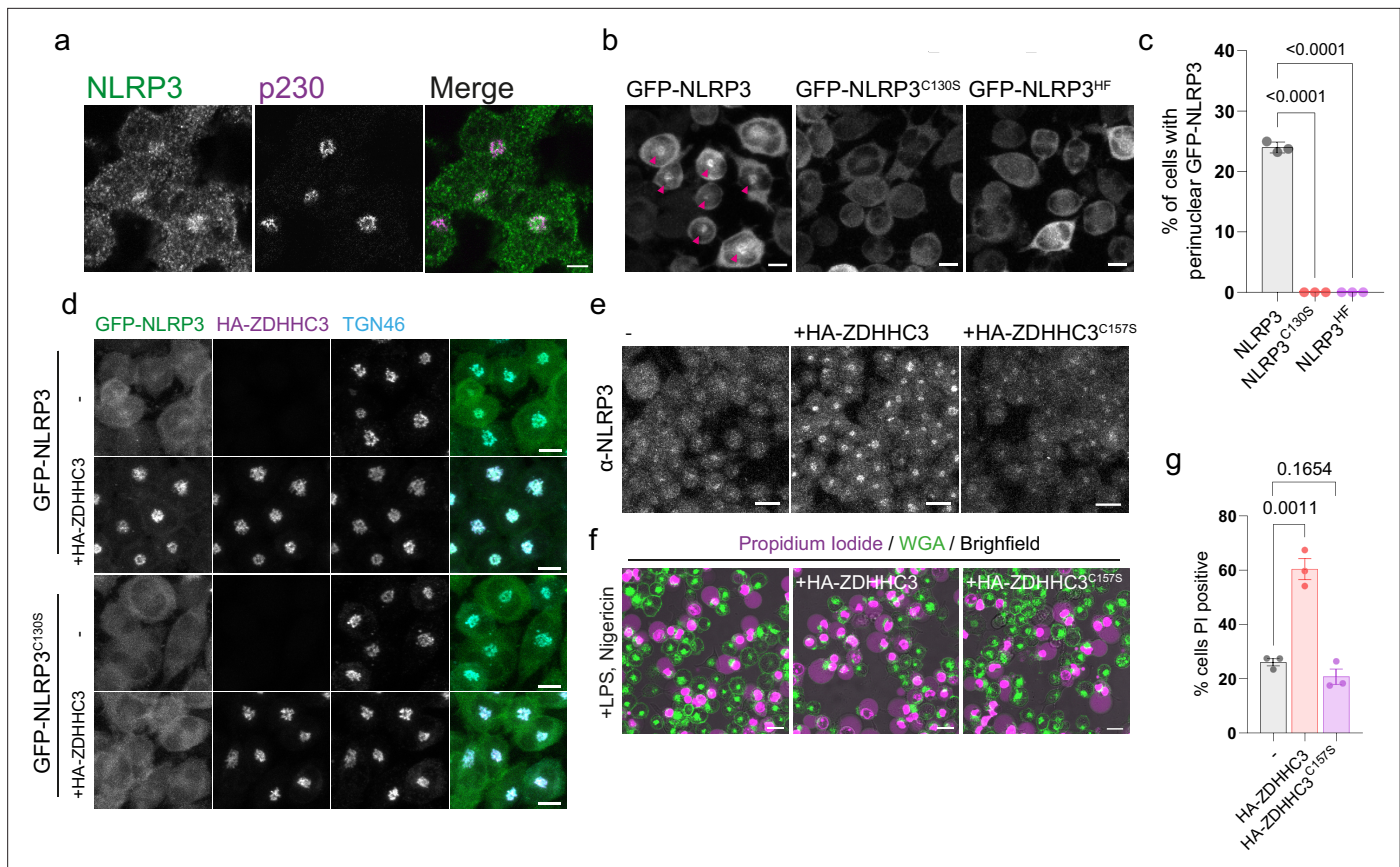 a
NLRP3 p230 Merge
b
GFP-NLRP3 GFP-NLRP3C130S GFP-NLRP3HF
c
% of cells with
perinuclear GFP-NLRP3
40
30
20
10
0
<0.0001
<0.0001
NLRP3
NLRP3C130S
NLRP3HF
d
GFP-NLRP3 HA-ZDHHC3 TGN46
GFP-NLRP3
-
+HA-ZDHHC3
GFP-NLRP3C130S
-
+HA-ZDHHC3
e
- +HA-ZDHHC3 +HA-ZDHHC3C157S
α-NLRP3
f
Propidium Iodide / WGA / Brighfield
+LPS, Nigericin
+HA-ZDHHC3 +HA-ZDHHC3C157S
g
% cells PI positive
80
60
40
20
0
0.1654
0.0011
-
HA-ZDHHC3
HA-ZDHHC3C157S